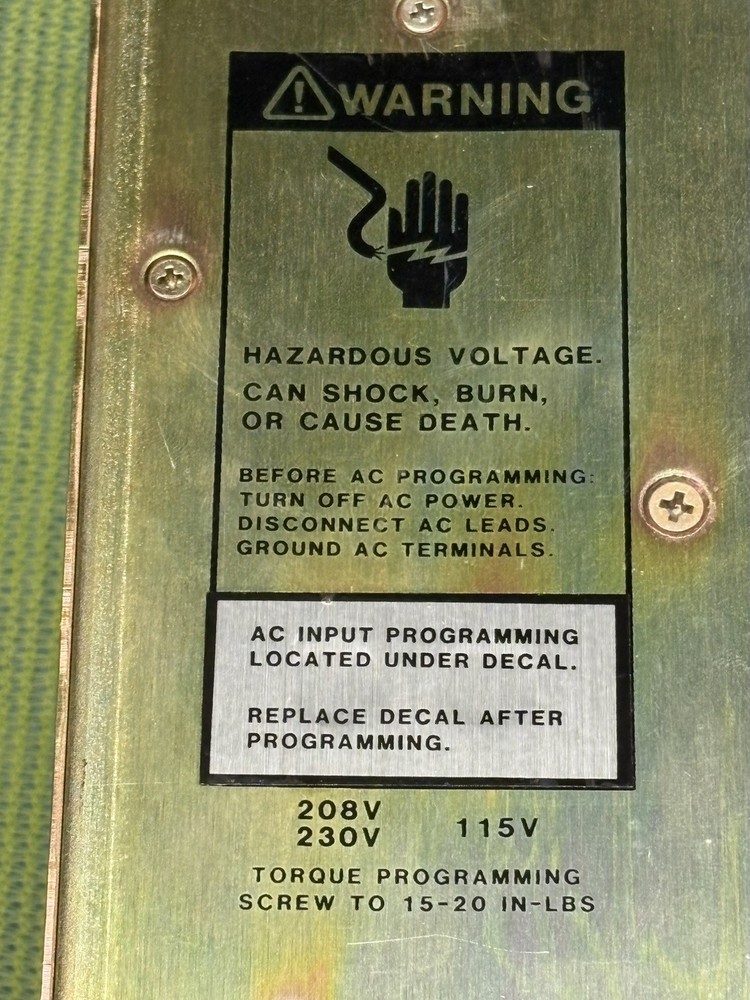 WARNING
HAZARDOUS VOLTAGE.
CAN SHOCK, BURN,
OR CAUSE DEATH.
BEFORE AC PROGRAMMING:
TURN OFF AC POWER.
DISCONNECT AC LEADS.
GROUND AC TERMINALS.
AC INPUT PROGRAMMING
LOCATED UNDER DECAL.
REPLACE DECAL AFTER
PROGRAMMING.
208V
230V 115V
TORQUE PROGRAMMING
SCREW TO 15-20 IN-LBS